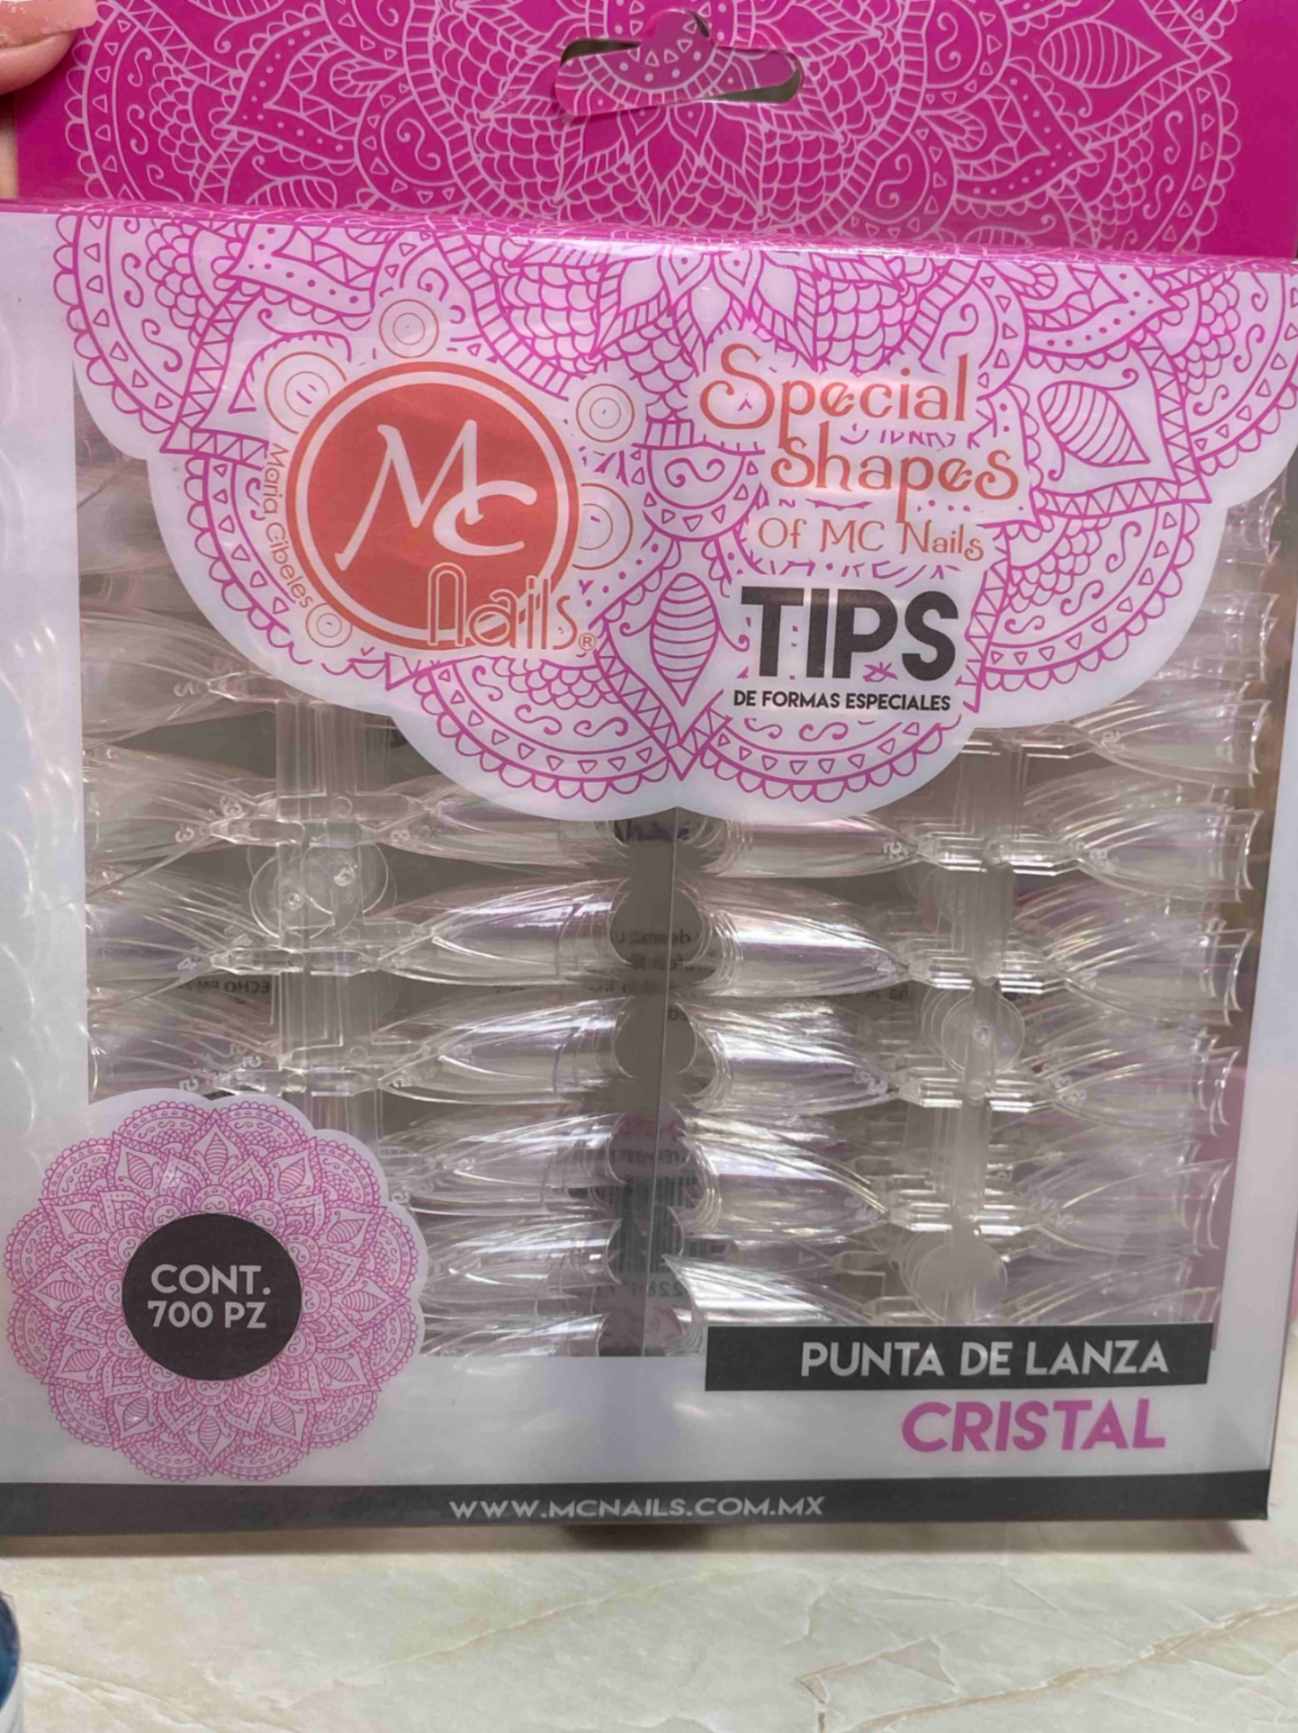 Maria Cibeles
MC
Nails®
Special
Shapes
Of MC Nails
TIPS
DE FORMAS ESPECIALES
CONT.
700 PZ
PUNTA DE LANZA
CRISTAL
WWW.MCNAILS.COM.MX